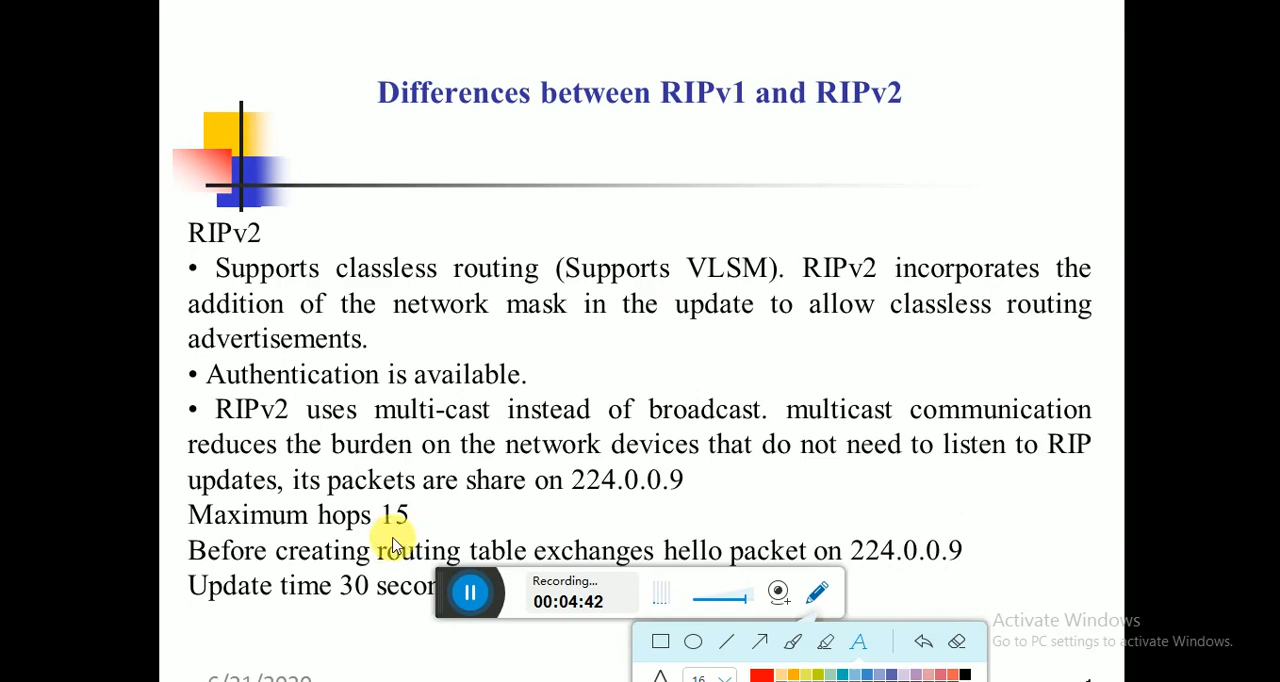 Differences between RIPv1 and RIPv2
RIPv2
• Supports classless routing (Supports VLSM). RIPv2 incorporates the
addition of the network mask in the update to allow classless routing
advertisements.
• Authentication is available.
• RIPv2 uses multi-cast instead of broadcast. multicast communication
reduces the burden on the network devices that do not need to listen to RIP
updates, its packets are share on 224.0.0.9
Maximum hops 15
Before creating routing table exchanges hello packet on 224.0.0.9
Update time 30 secon
Recording...
00:04:42
Activate Windows
Go to PC settings to activate Windows.
A
16
6/21/2020